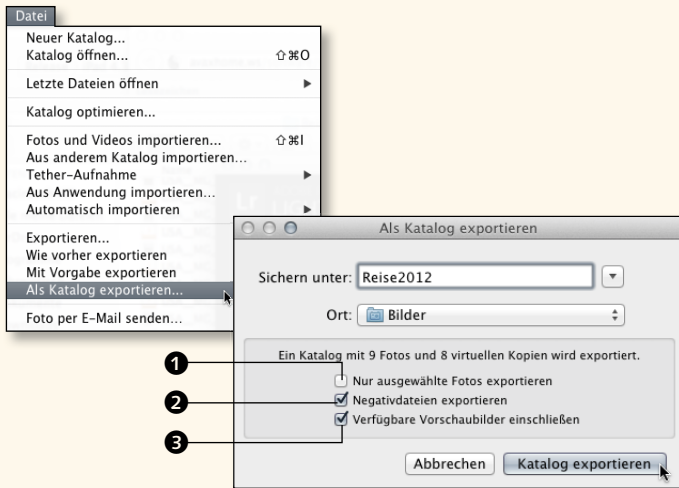 Datei
Neuer Katalog...
Katalog öffnen... ⇧⌘O
Letzte Dateien öffnen ▶
Katalog optimieren...
Fotos und Videos importieren... ⇧⌘I
Aus anderem Katalog importieren...
Tether-Aufnahme ▶
Aus Anwendung importieren...
Automatisch importieren ▶
Exportieren...
Wie vorher exportieren
Mit Vorgabe exportieren
Als Katalog exportieren...
Foto per E-Mail senden...
Als Katalog exportieren
Sichern unter: Reise2012
Ort: Bilder
Ein Katalog mit 9 Fotos und 8 virtuellen Kopien wird exportiert.
❶ Nur ausgewählte Fotos exportieren
❷ Negativdateien exportieren
❸ Verfügbare Vorschaubilder einschließen
Abbrechen Katalog exportieren